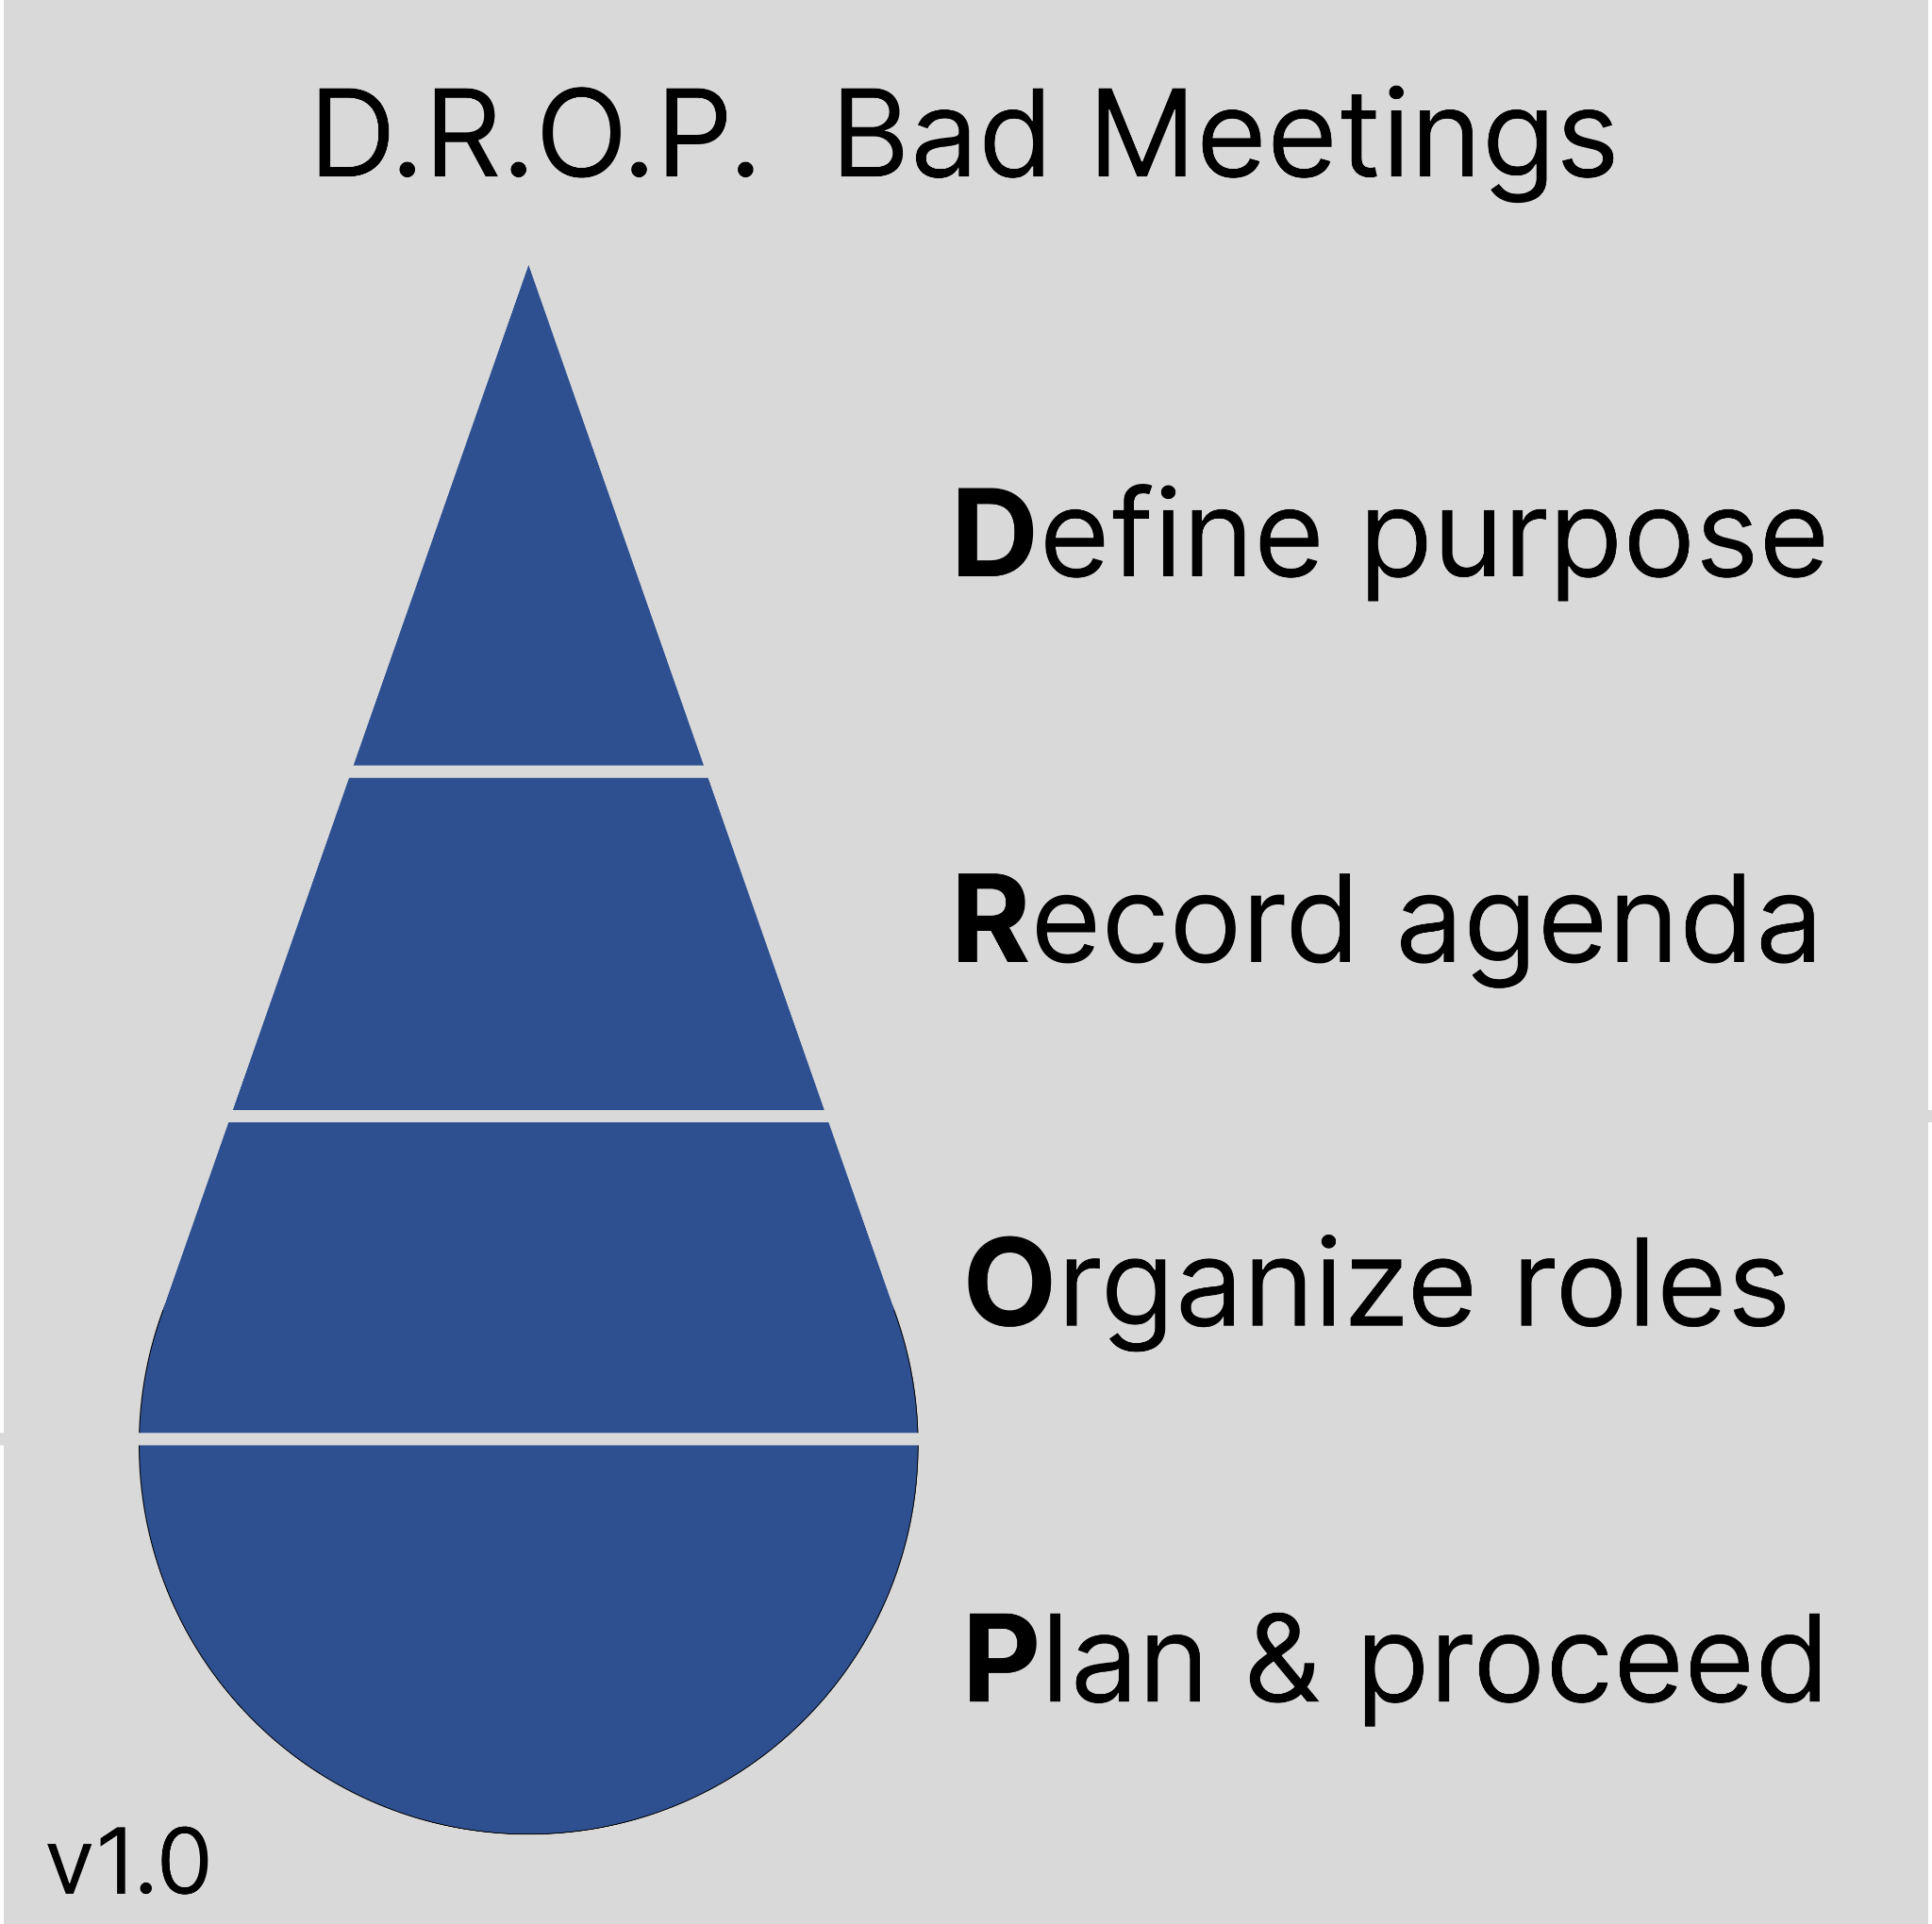 D.R.O.P. Bad Meetings
Define purpose
Record agenda
Organize roles
Plan & proceed
v1.0